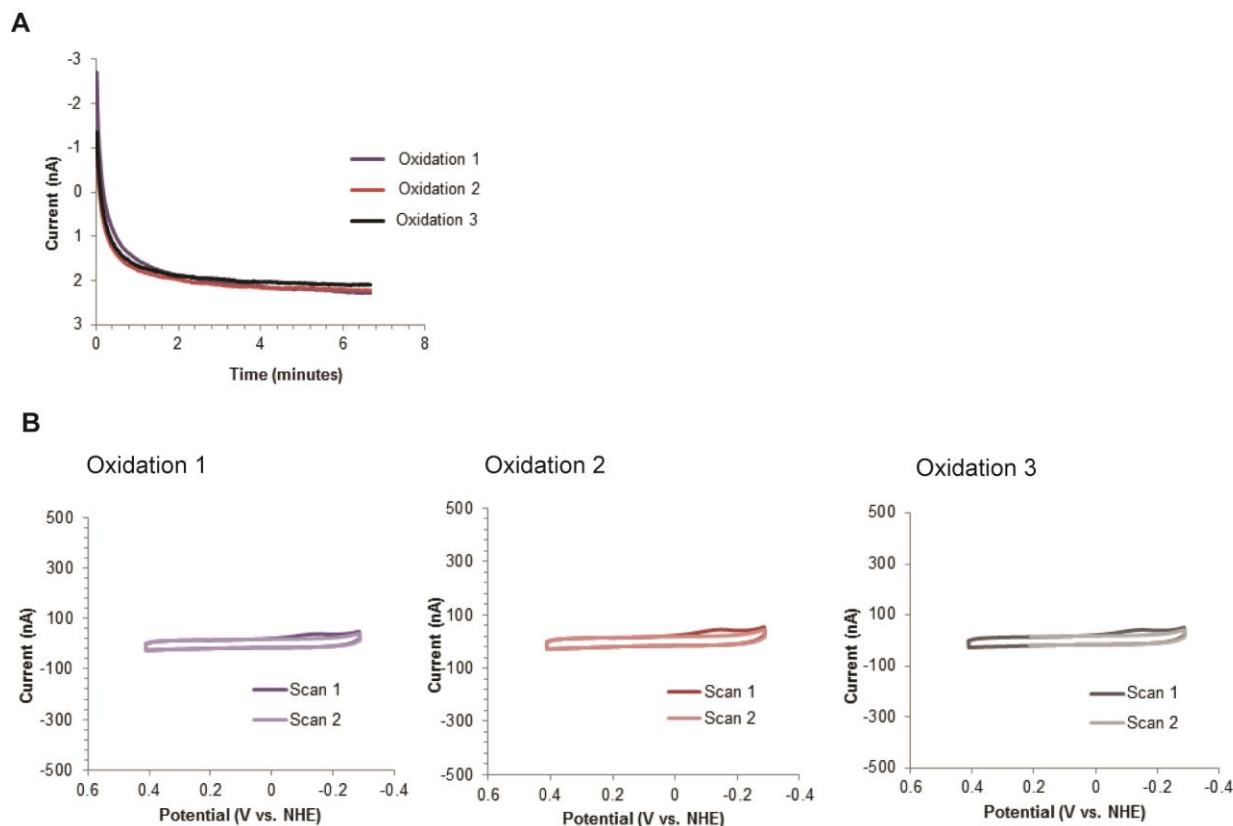 A
-3
-2
-1
0
1
2
3
Current (nA)
0 2 4 6 8
Time (minutes)
Oxidation 1
Oxidation 2
Oxidation 3
B
Oxidation 1
500
300
100
-100
-300
-500
Current (nA)
0.6 0.4 0.2 0 -0.2 -0.4
Potential (V vs. NHE)
Scan 1
Scan 2
Oxidation 2
500
300
100
-100
-300
-500
Current (nA)
0.6 0.4 0.2 0 -0.2 -0.4
Potential (V vs. NHE)
Scan 1
Scan 2
Oxidation 3
500
300
100
-100
-300
-500
Current (nA)
0.6 0.4 0.2 0 -0.2 -0.4
Potential (V vs. NHE)
Scan 1
Scan 2